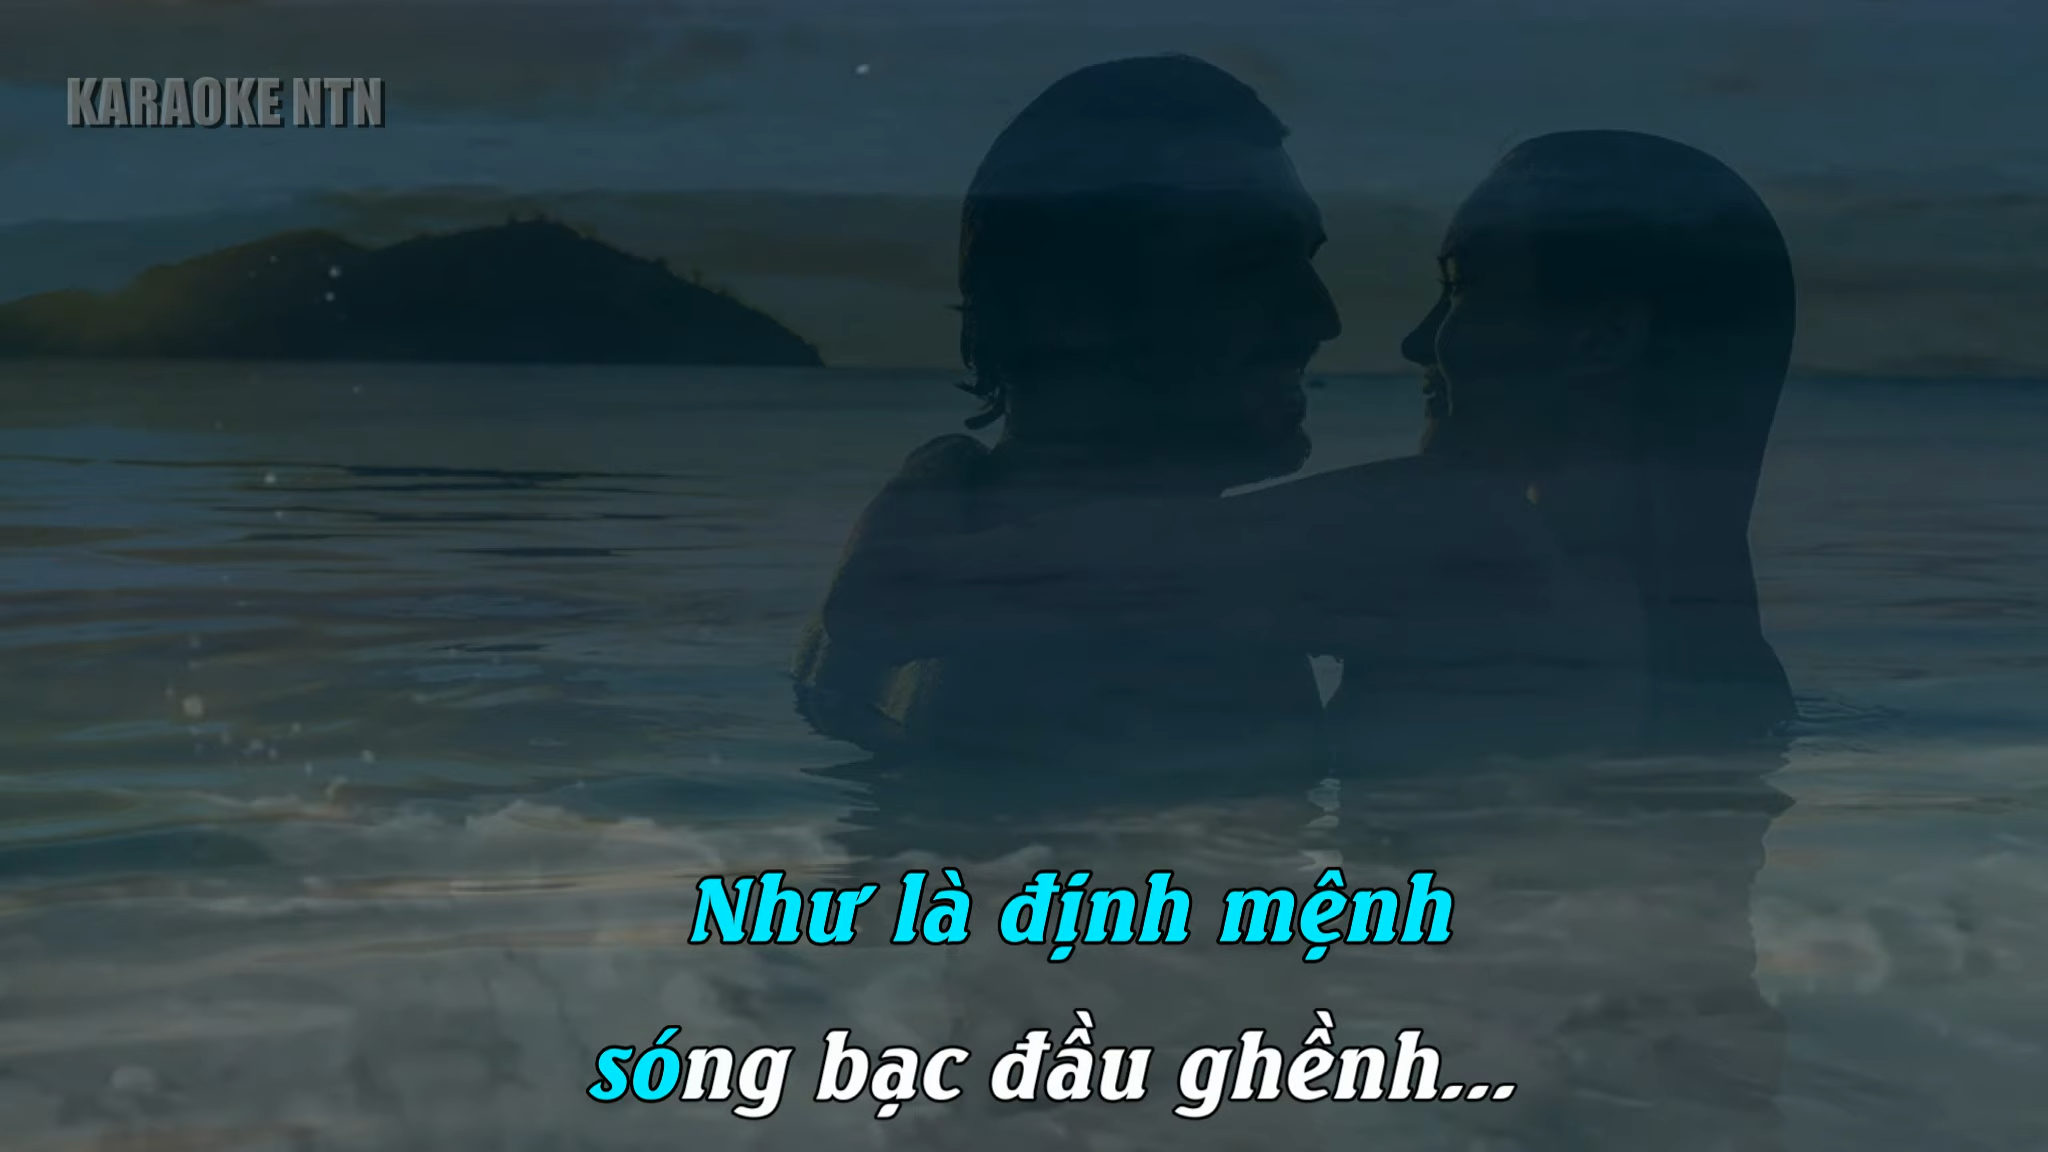 KARAOKE NTN
Như là định mệnh
sóng bạc đầu ghềnh...